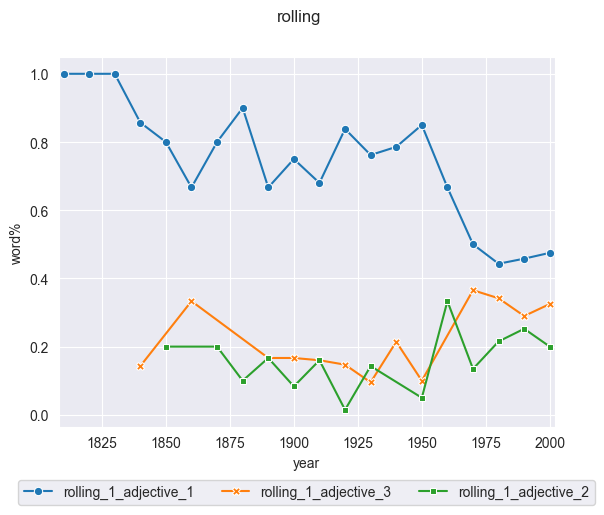 rolling
1.0
0.8
0.6
0.4
0.2
0.0
word%
1825 1850 1875 1900 1925 1950 1975 2000
year
rolling_1_adjective_1 rolling_1_adjective_3 rolling_1_adjective_2